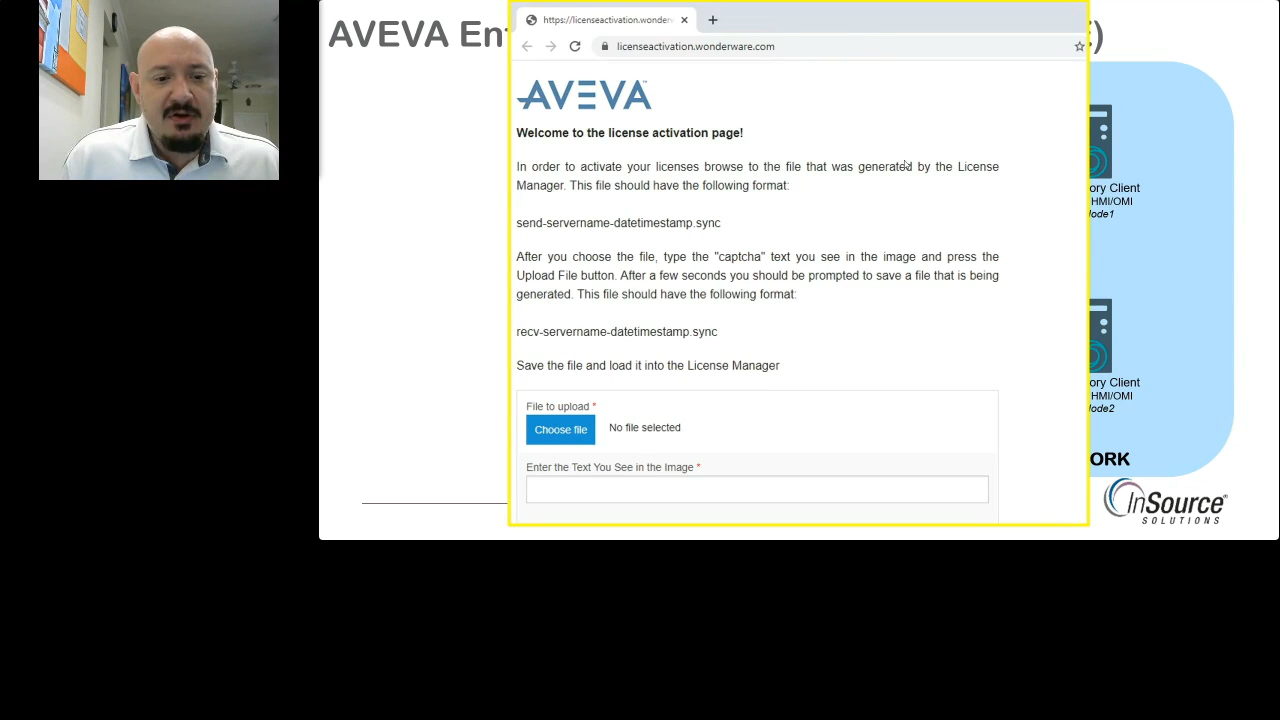 AVEVA En
https://licenseactivation.wonder
licenseactivation.wonderware.com
AVEVA
Welcome to the license activation page!
In order to activate your licenses browse to the file that was generated by the License
Manager. This file should have the following format:
send-servername-datetimestamp.sync
After you choose the file, type the "captcha" text you see in the image and press the
Upload File button. After a few seconds you should be prompted to save a file that is being
generated. This file should have the following format:
recv-servername-datetimestamp.sync
Save the file and load it into the License Manager
File to upload *
Choose file No file selected
Enter the Text You See in the Image *
ory Client
HMI/OMI
lode1
ory Client
HMI/OMI
lode2
ORK
InSource
SOLUTIONS